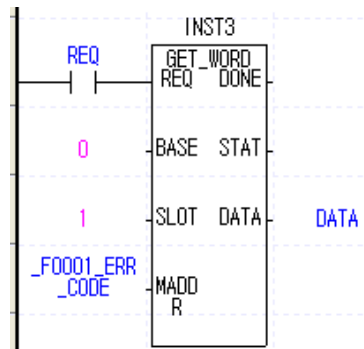 INST3
REQ
GET_WORD
REQ DONE
0
BASE STAT
1
SLOT DATA
DATA
_F0001_ERR
_CODE
MADD
R